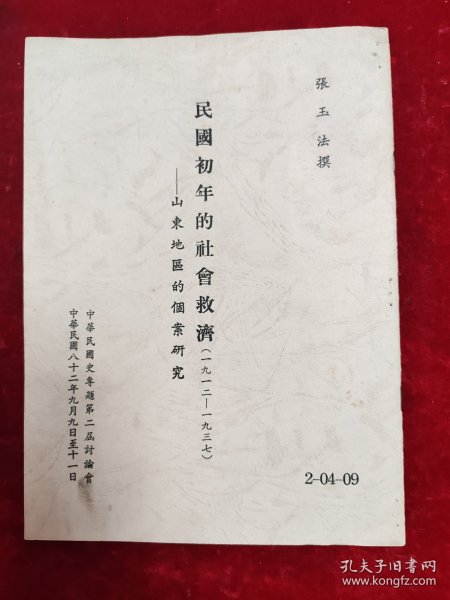 張玉法撰
民國初年的社會救濟(一九一二—一九三七)
——山東地區的個案研究
中華民國史專題第二屆討論會
中華民國八十二年九月九日至十一日
2-04-09
孔夫子旧书网
www.kongfz.com